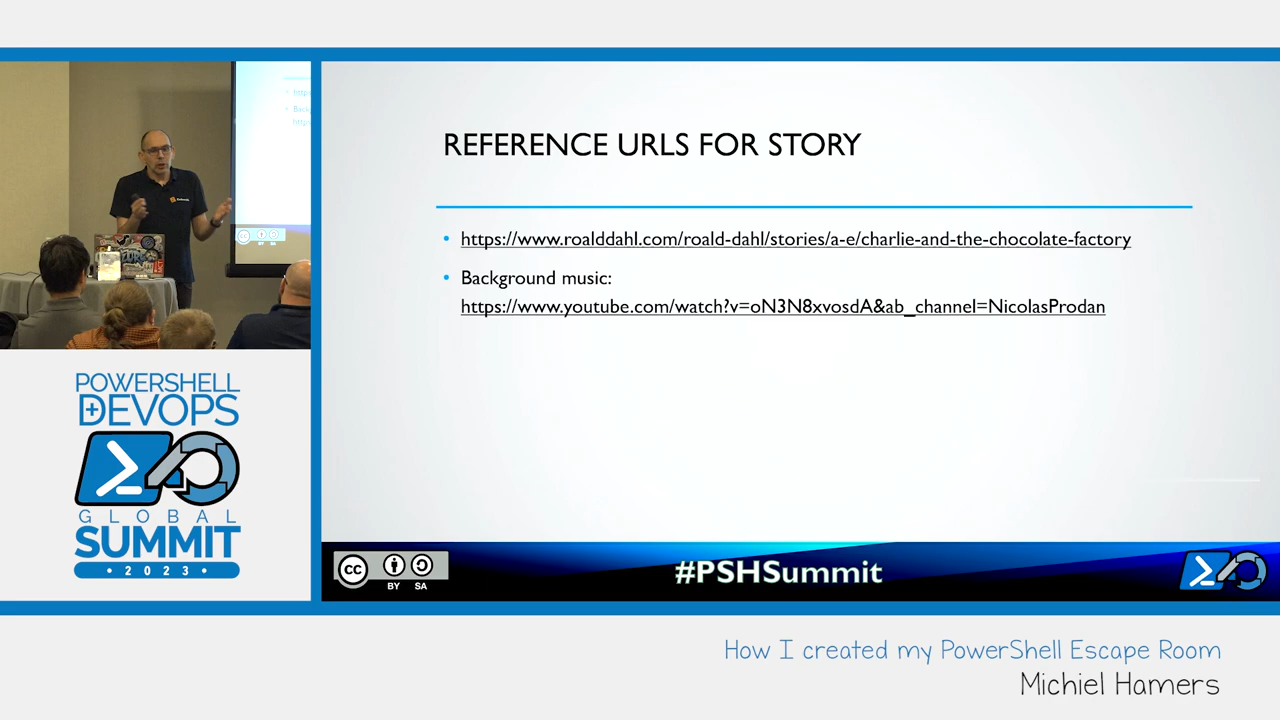 REFERENCE URLS FOR STORY
• https://www.roalddahl.com/roald-dahl/stories/a-e/charlie-and-the-chocolate-factory
• Background music:
https://www.youtube.com/watch?v=oN3N8xvosdA&ab_channel=NicolasProdan
POWERSHELL
+DEVOPS
GLOBAL
SUMMIT
• 2023 •
cc
BY SA
#PSHSummit
How I created my PowerShell Escape Room
Michiel Hamers